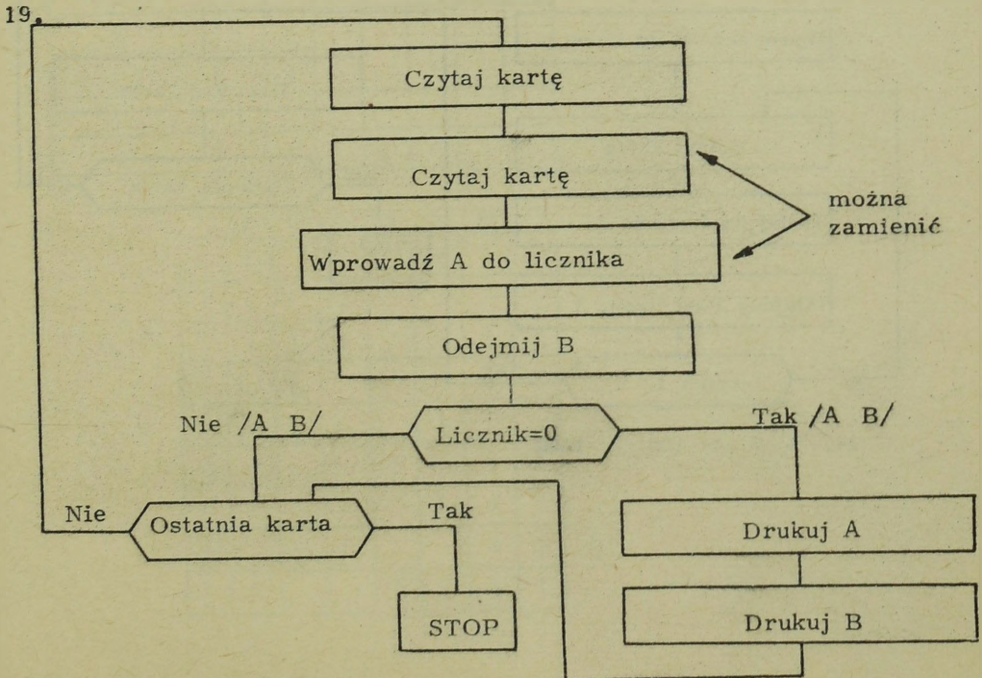 19.
Czytaj kartę
Czytaj kartę
można
zamienić
Wprowadź A do licznika
Odejmij B
Nie /A B/
Licznik=0
Tak /A B/
Nie
Ostatnia karta
Tak
Drukuj A
STOP
Drukuj B